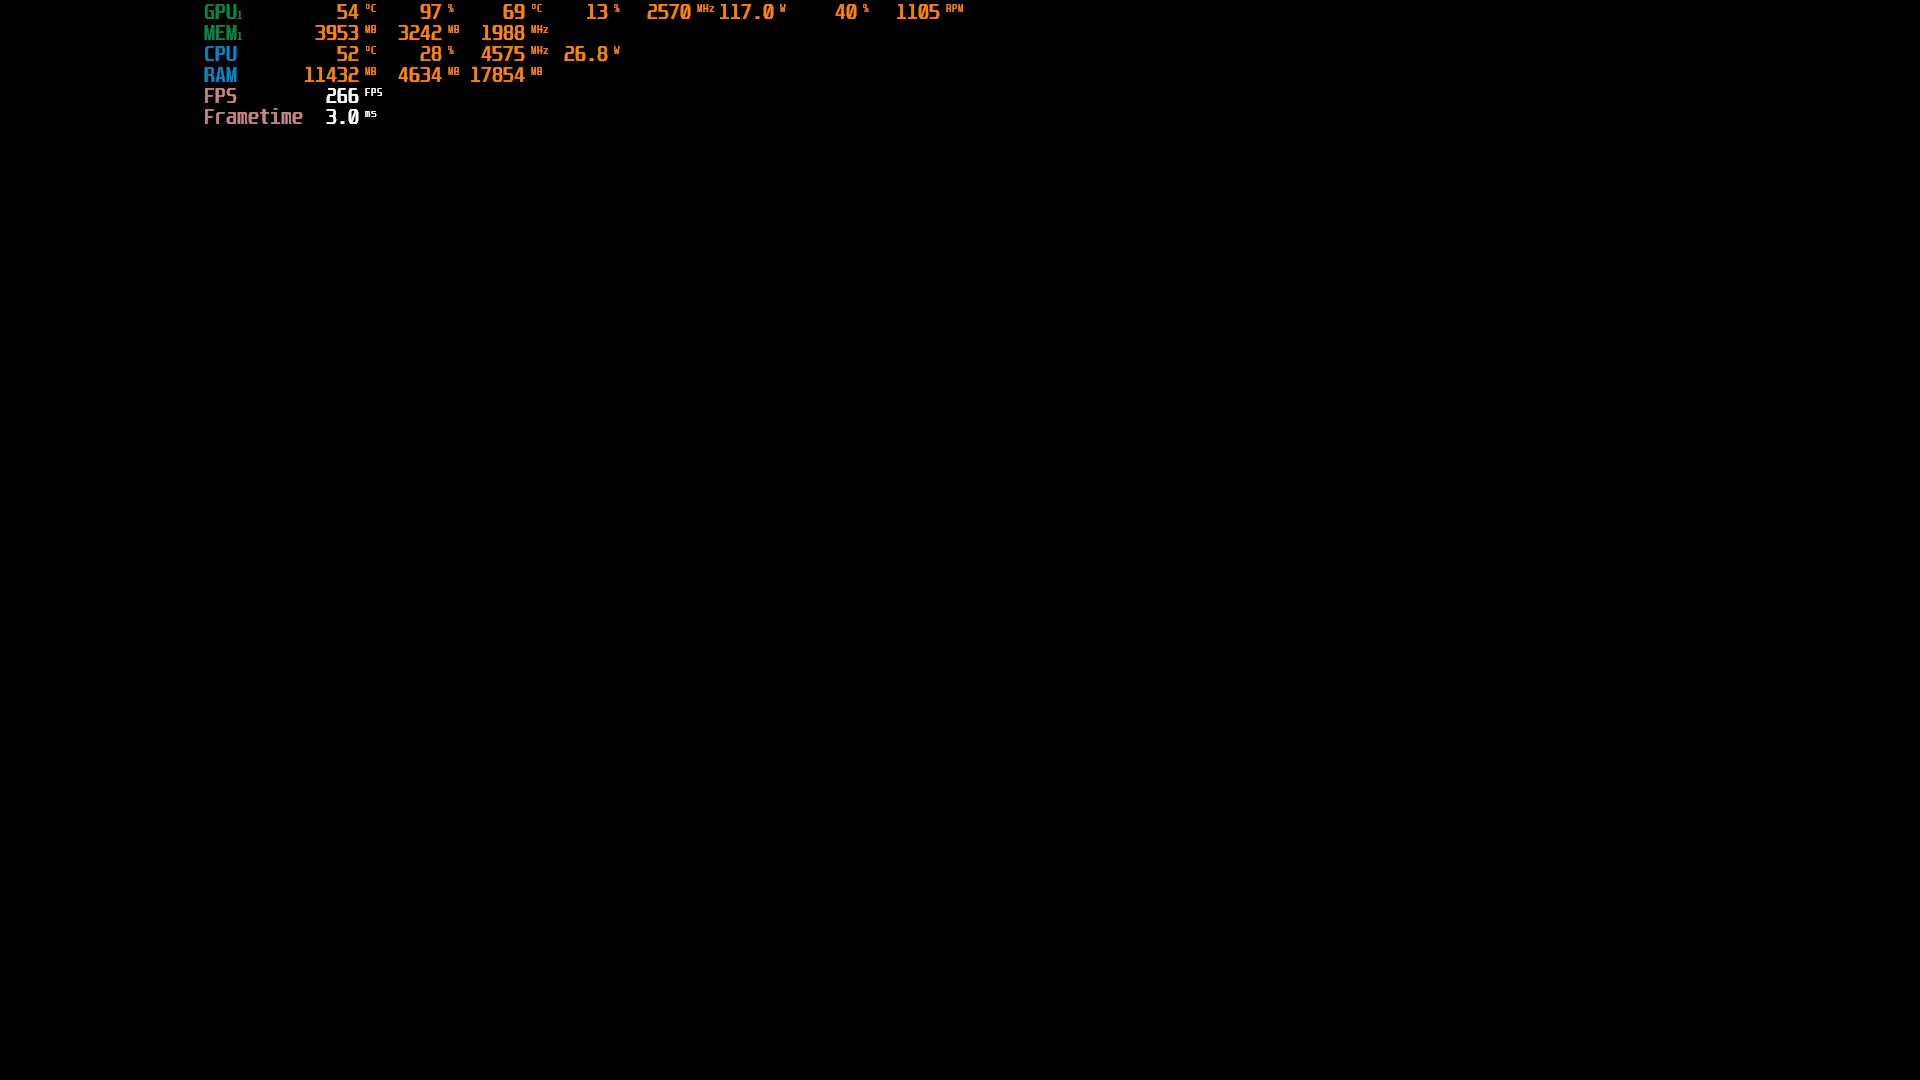 GPU1 54 °C 97 % 69 °C 13 % 2570 MHz 117.0 W 40 % 1105 RPM
MEM1 3953 MB 3242 MB 1988 MHz
CPU 52 °C 28 % 4575 MHz 26.8 W
RAM 11432 MB 4634 MB 17854 MB
FPS 266 FPS
Frametime 3.0 ms